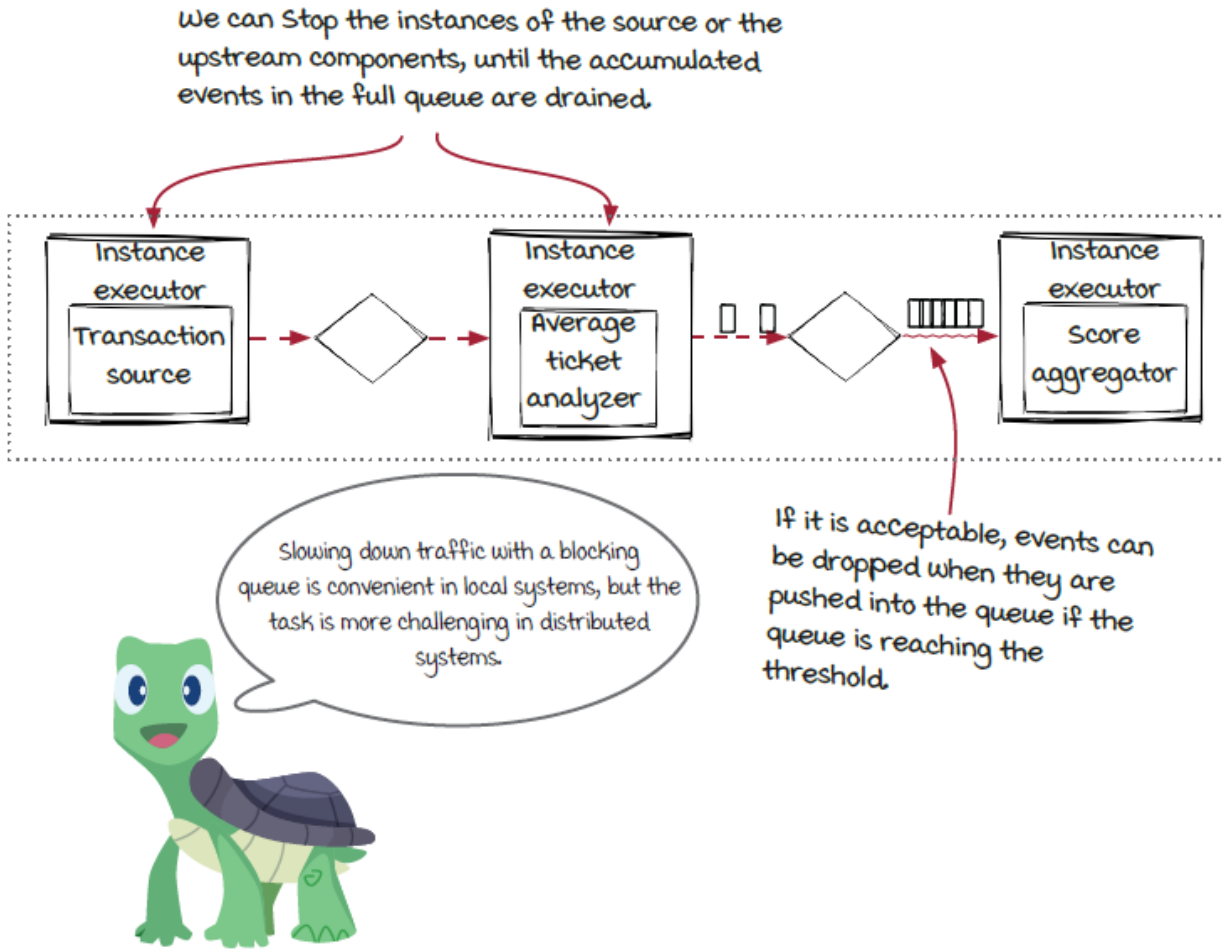 We can Stop the instances of the source or the
upstream components, until the accumulated
events in the full queue are drained.
Instance
executor
Transaction
source
Instance
executor
Average
ticket
analyzer
Instance
executor
Score
aggregator
Slowing down traffic with a blocking
queue is convenient in local systems, but the
task is more challenging in distributed
systems.
If it is acceptable, events can
be dropped when they are
pushed into the queue if the
queue is reaching the
threshold.